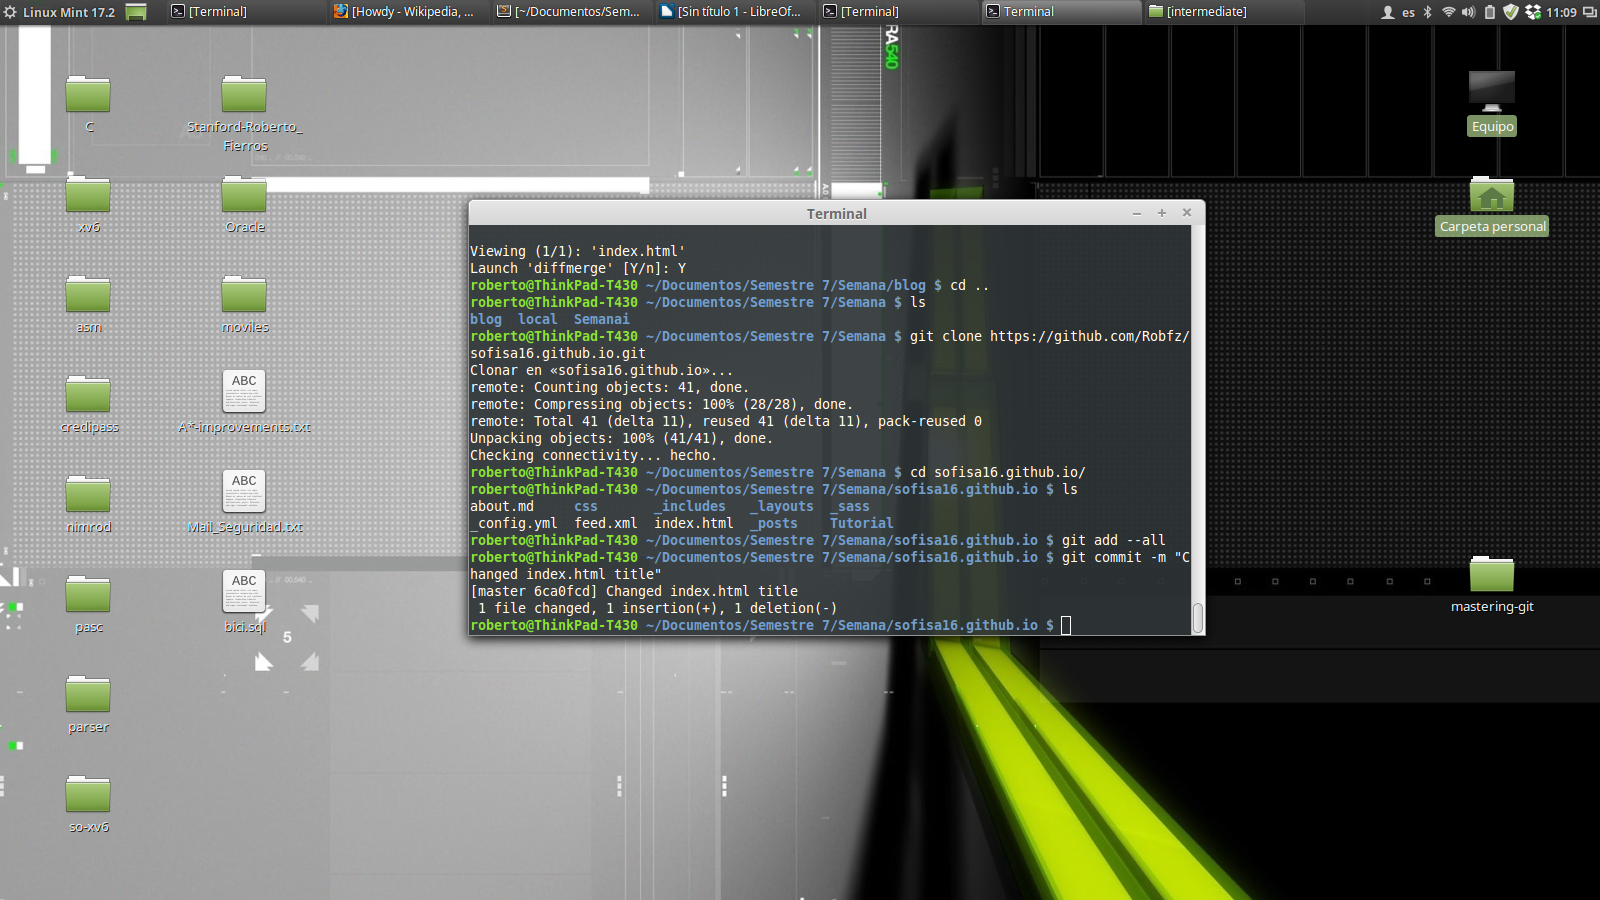 Linux Mint 17.2
[Terminal]
[Howdy - Wikipedia, ...
[~/Documentos/Sem...
[Sin título 1 - LibreOf...
[Terminal]
Terminal
[intermediate]
es
11:09
RA540
C
Stanford-Roberto_
Fierros
xv6
Oracle
asm
moviles
credipass
ABC
A*-improvements.txt
nimrod
ABC
Mail_Seguridad.txt
pasc
ABC
bici.sql
5
parser
so-xv6
Equipo
Carpeta personal
mastering-git
Terminal
Viewing (1/1): 'index.html'
Launch 'diffmerge' [Y/n]: Y
roberto@ThinkPad-T430 ~/Documentos/Semestre 7/Semana/blog $ cd ..
roberto@ThinkPad-T430 ~/Documentos/Semestre 7/Semana $ ls
blog  local  Semanai
roberto@ThinkPad-T430 ~/Documentos/Semestre 7/Semana $ git clone https://github.com/Robfz/
sofisa16.github.io.git
Clonar en «sofisa16.github.io»...
remote: Counting objects: 41, done.
remote: Compressing objects: 100% (28/28), done.
remote: Total 41 (delta 11), reused 41 (delta 11), pack-reused 0
Unpacking objects: 100% (41/41), done.
Checking connectivity... hecho.
roberto@ThinkPad-T430 ~/Documentos/Semestre 7/Semana $ cd sofisa16.github.io/
roberto@ThinkPad-T430 ~/Documentos/Semestre 7/Semana/sofisa16.github.io $ ls
about.md     css       _includes   _layouts  _sass
_config.yml  feed.xml  index.html  _posts    Tutorial
roberto@ThinkPad-T430 ~/Documentos/Semestre 7/Semana/sofisa16.github.io $ git add --all
roberto@ThinkPad-T430 ~/Documentos/Semestre 7/Semana/sofisa16.github.io $ git commit -m "C
hanged index.html title"
[master 6ca0fcd] Changed index.html title
 1 file changed, 1 insertion(+), 1 deletion(-)
roberto@ThinkPad-T430 ~/Documentos/Semestre 7/Semana/sofisa16.github.io $